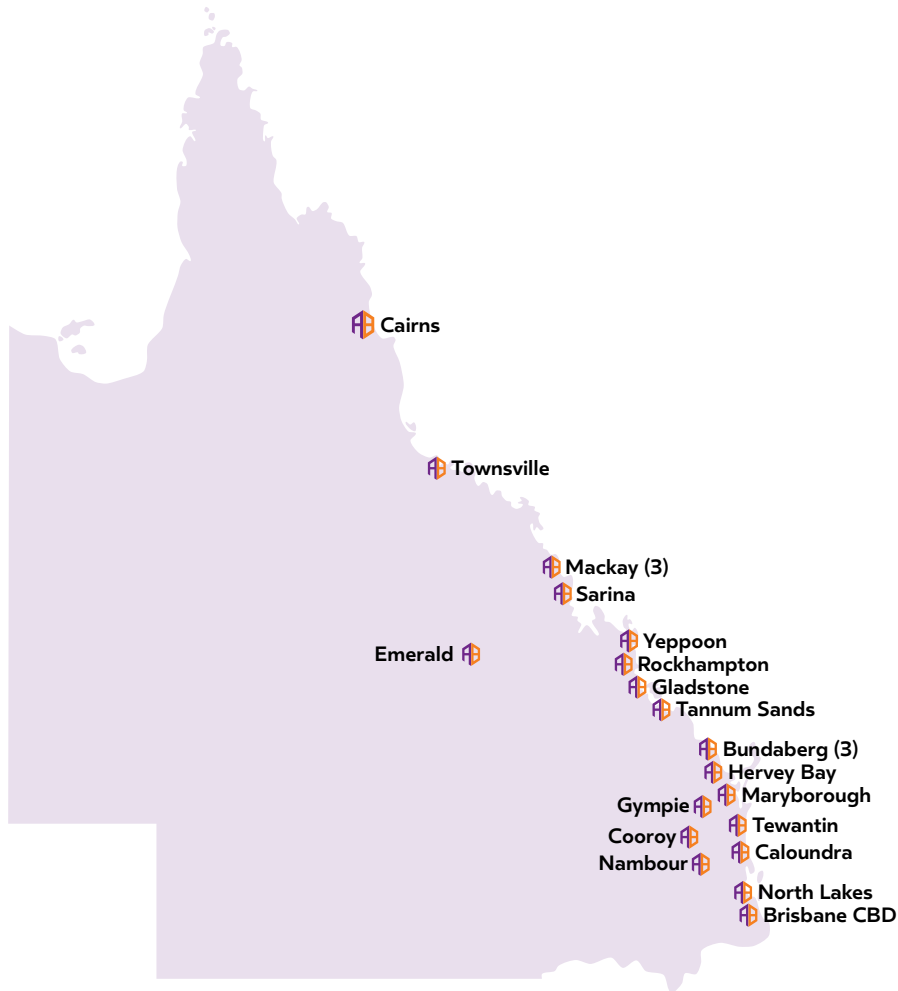 Cairns
Townsville
Mackay (3)
Sarina
Yeppoon
Emerald
Rockhampton
Gladstone
Tannum Sands
Bundaberg (3)
Hervey Bay
Maryborough
Gympie
Tewantin
Cooroy
Caloundra
Nambour
North Lakes
Brisbane CBD